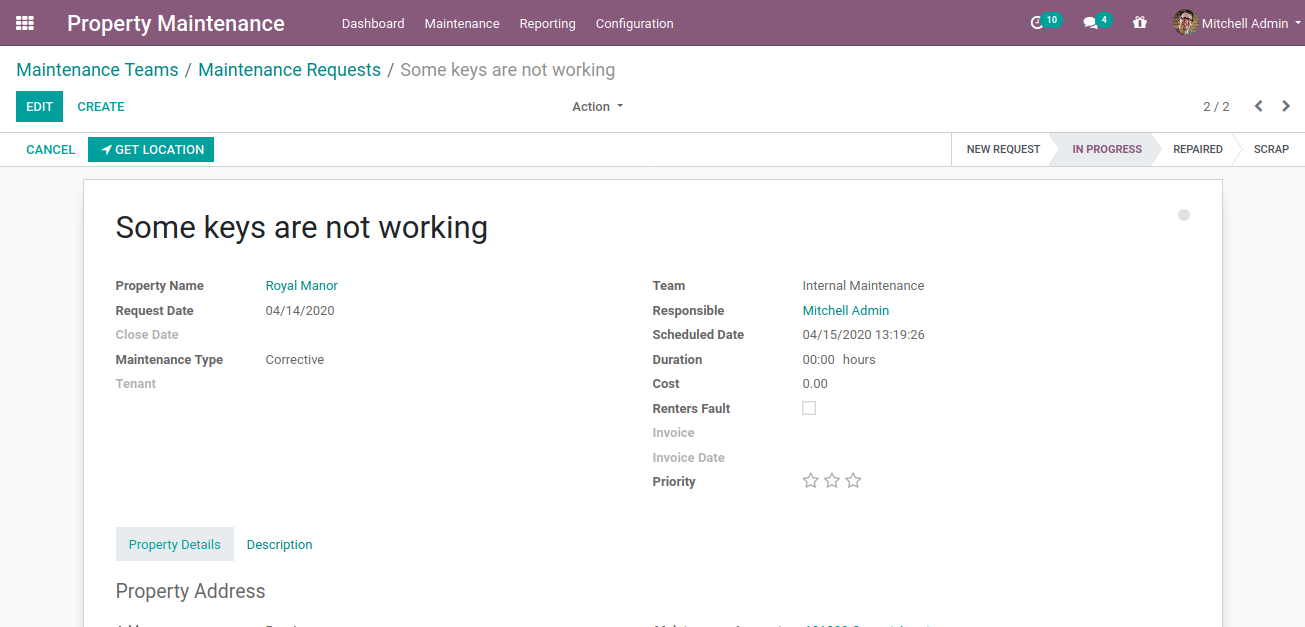 Property Maintenance Dashboard Maintenance Reporting Configuration 10 4 Mitchell Admin
Maintenance Teams / Maintenance Requests / Some keys are not working
EDIT CREATE Action 2 / 2
CANCEL GET LOCATION NEW REQUEST IN PROGRESS REPAIRED SCRAP
Some keys are not working
Property Name Royal Manor
Request Date 04/14/2020
Close Date
Maintenance Type Corrective
Tenant
Team Internal Maintenance
Responsible Mitchell Admin
Scheduled Date 04/15/2020 13:19:26
Duration 00:00 hours
Cost 0.00
Renters Fault
Invoice
Invoice Date
Priority
Property Details Description
Property Address